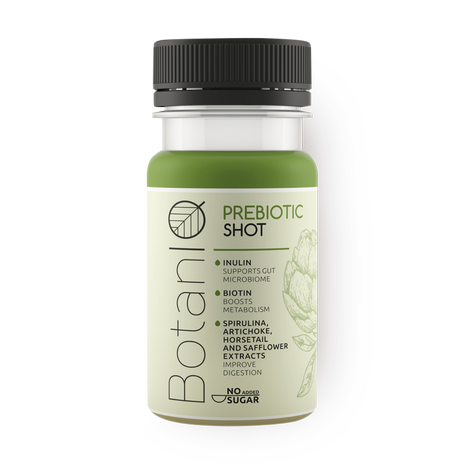 BotanIQ
PREBIOTIC
SHOT
INULIN
SUPPORTS GUT
MICROBIOME
BIOTIN
BOOSTS
METABOLISM
SPIRULINA,
ARTICHOKE,
HORSETAIL
AND SAFFLOWER
EXTRACTS
IMPROVE
DIGESTION
NO ADDED
SUGAR